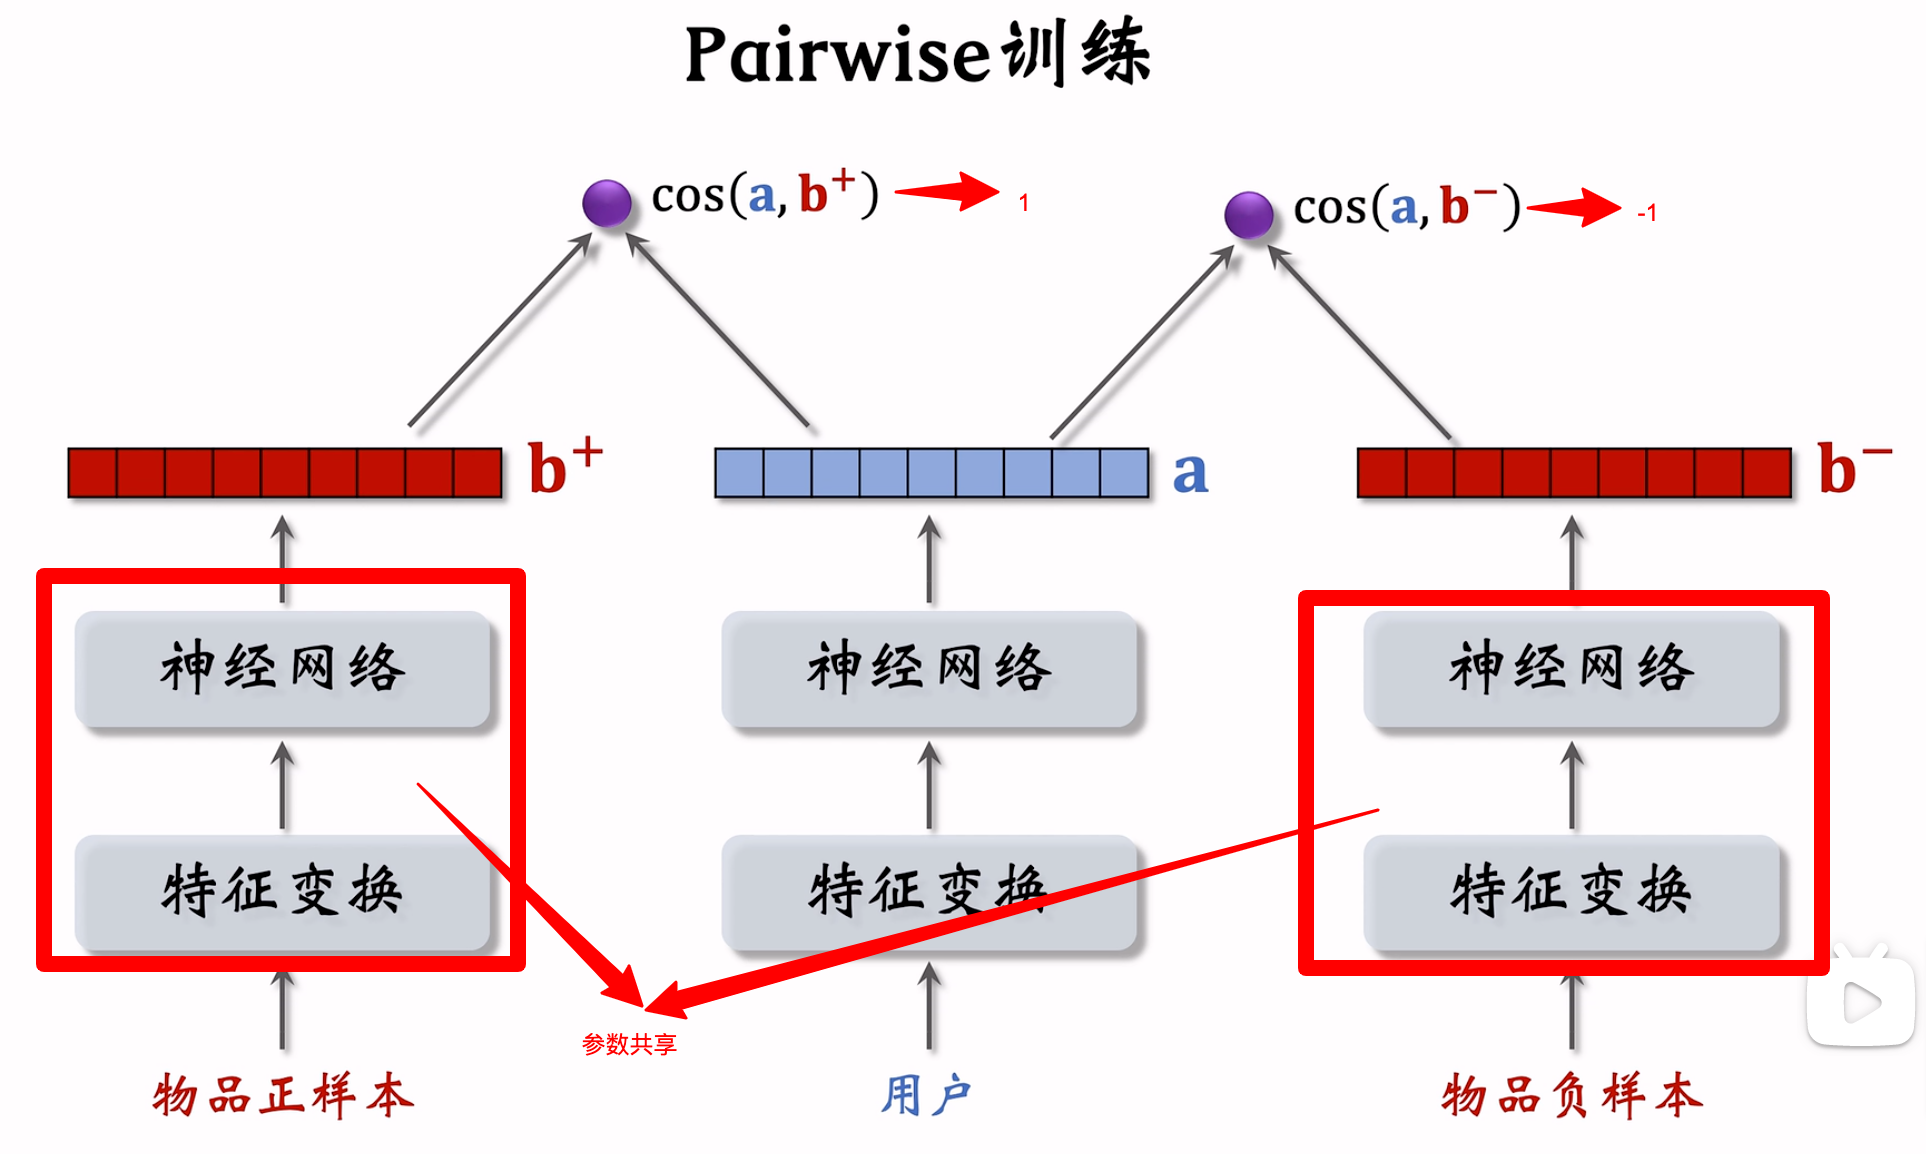 Pairwise训练
cos(a, b⁺)
1
cos(a, b⁻)
-1
b⁺
a
b⁻
神经网络
神经网络
神经网络
特征变换
特征变换
特征变换
参数共享
物品正样本
用户
物品负样本